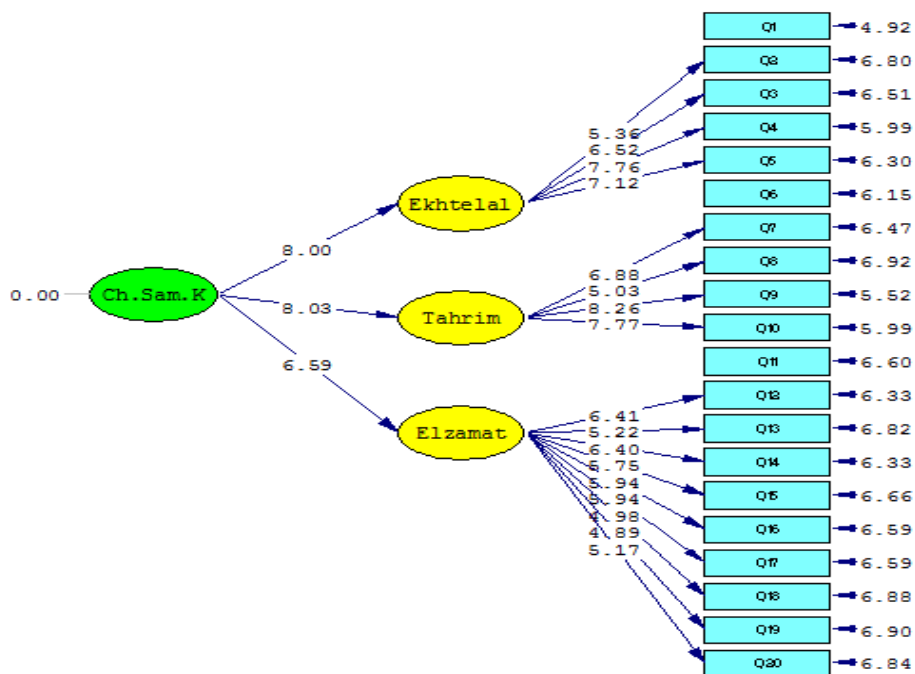 Q1 4.92
Q2 6.80
Q3 6.51
Q4 5.99
Q5 6.30
Q6 6.15
Q7 6.47
Q8 6.92
Q9 5.52
Q10 5.99
Q11 6.60
Q12 6.33
Q13 6.82
Q14 6.33
Q15 6.66
Q16 6.59
Q17 6.59
Q18 6.88
Q19 6.90
Q20 6.84
5.36
6.52
7.76
7.12
Ekhtelal
8.00
6.88
5.03
8.26
7.77
0.00 Ch.Sam.K
8.03
Tahrim
6.59
6.41
5.22
6.40
5.75
5.94
5.94
4.98
4.89
5.17
Elzamat